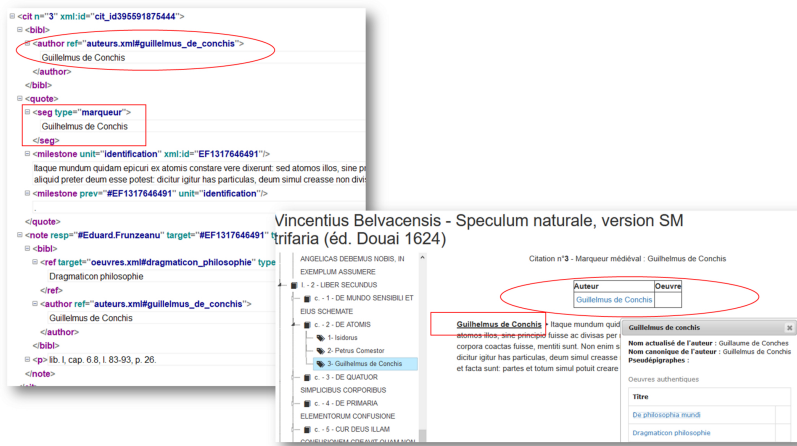 <cit n="3" xml:id="cit_id395591875444">
<bibl>
<author ref="auteurs.xml#guillelmus_de_conchis">
Guillelmus de Conchis
</author>
</bibl>
<quote>
<seg type="marqueur">
Guilhelmus de Conchis
</seg>
<milestone unit="identification" xml:id="EF1317646491"/>
Itaque mundum quidam epicuri ex atomis constare vere dixerunt: sed atomos illos, sine pr
aliquid preter deum esse potest: dicitur igitur has particulas, deum simul creasse non divis
<milestone prev="#EF1317646491" unit="identification"/>
.
</quote>
<note resp="#Eduard.Frunzeanu" target="#EF1317646491" t
<bibl>
<ref target="oeuvres.xml#dragmaticon_philosophie" type
Dragmaticon philosophie
</ref>
<author ref="auteurs.xml#guillelmus_de_conchis">
Guillelmus de Conchis
</author>
</bibl>
<p> lib. I, cap. 6.8, l. 83-93, p. 26.
</note>
Vincentius Belvacensis - Speculum naturale, version SM
trifaria (éd. Douai 1624)
ANGELICAS DEBEMUS NOBIS, IN
EXEMPLUM ASSUMERE
l. - 2 - LIBER SECUNDUS
c. - 1 - DE MUNDO SENSIBILI ET
EIUS SCHEMATE
c. - 2 - DE ATOMIS
1- Isidorus
2- Petrus Comestor
3- Guilhelmus de Conchis
c. - 3 - DE QUATUOR
SIMPLICIBUS CORPORIBUS
c. - 4 - DE PRIMARIA
ELEMENTORUM CONFUSIONE
c. - 5 - CUR DEUS ILLAM
CONFUSIONEM CREAVIT QUAM NON
Citation n°3 - Marqueur médiéval : Guilhelmus de Conchis
Auteur Oeuvre
Guillelmus de Conchis
Guilhelmus de Conchis • Itaque mundum quid
atomos illos, sine principio fuisse ac divisas per i
corpora coactas fuisse, mentiti sunt. Non enim s
dicitur igitur has particulas, deum simul creasse
et facta sunt: partes et totum simul potuit creare
Guillelmus de conchis ×
Nom actualisé de l'auteur : Guillaume de Conches
Nom canonique de l'auteur : Guillelmus de Conchis
Pseudépigraphes :
Oeuvres authentiques
Titre
De philosophia mundi
Dragmaticon philosophie